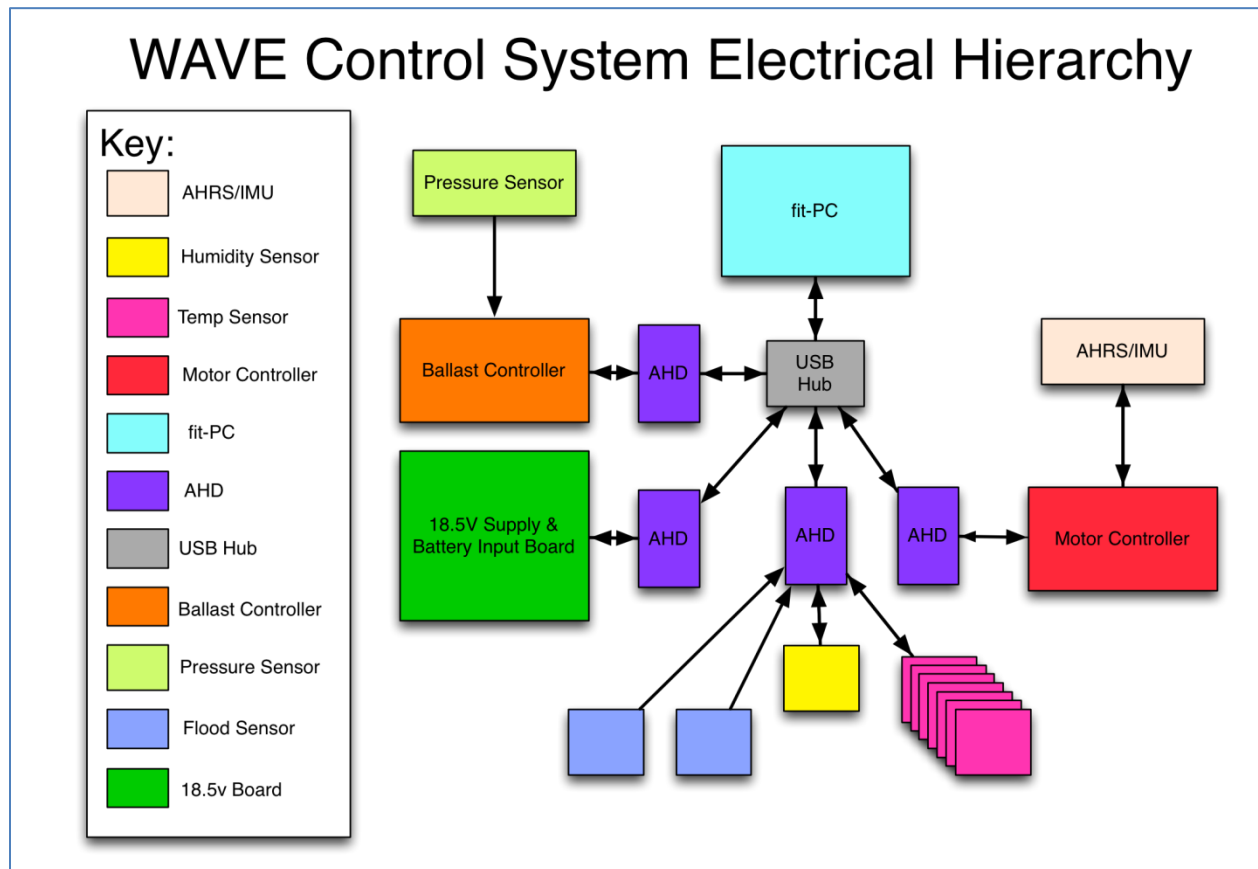 WAVE Control System Electrical Hierarchy
Key:
AHRS/IMU
Humidity Sensor
Temp Sensor
Motor Controller
fit-PC
AHD
USB Hub
Ballast Controller
Pressure Sensor
Flood Sensor
18.5v Board
Pressure Sensor
fit-PC
Ballast Controller
AHD
USB
Hub
AHRS/IMU
18.5V Supply &
Battery Input Board
AHD
AHD
AHD
Motor Controller